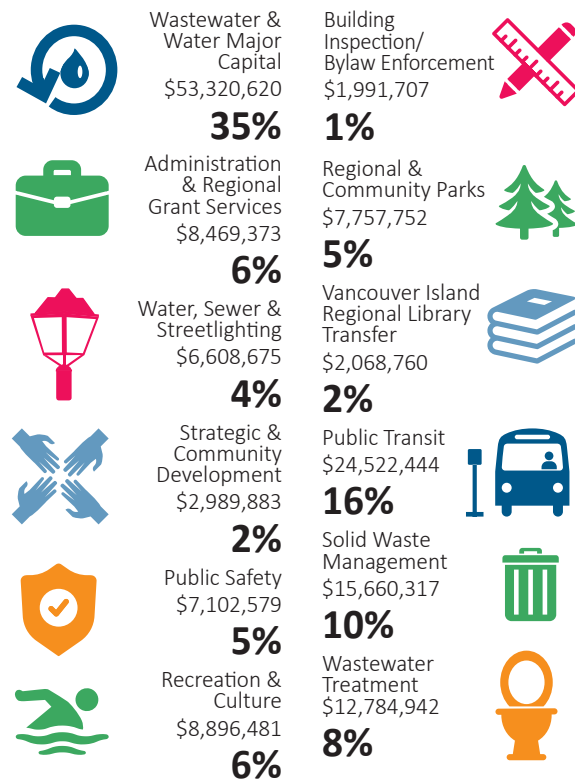 Wastewater &
Water Major
Capital
$53,320,620
35%
Administration
& Regional
Grant Services
$8,469,373
6%
Water, Sewer &
Streetlighting
$6,608,675
4%
Strategic &
Community
Development
$2,989,883
2%
Public Safety
$7,102,579
5%
Recreation &
Culture
$8,896,481
6%
Building
Inspection/
Bylaw Enforcement
$1,991,707
1%
Regional &
Community Parks
$7,757,752
5%
Vancouver Island
Regional Library
Transfer
$2,068,760
2%
Public Transit
$24,522,444
16%
Solid Waste
Management
$15,660,317
10%
Wastewater
Treatment
$12,784,942
8%